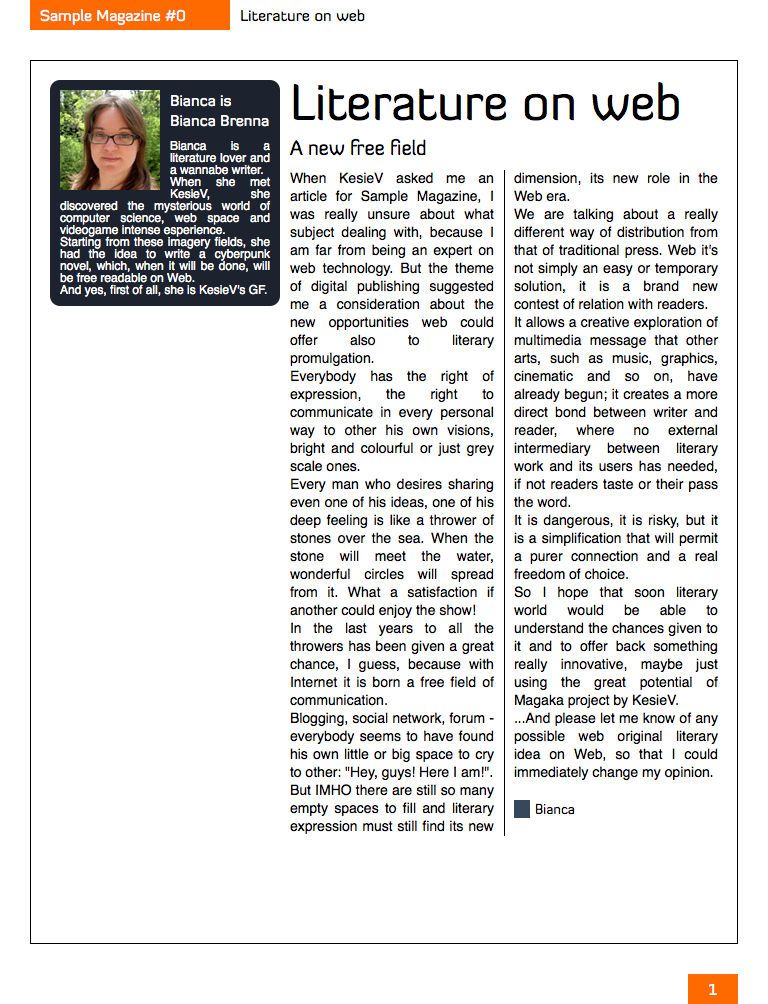 Sample Magazine #0
Literature on web
Bianca is
Bianca Brenna
Bianca is a
literature lover and
a wannabe writer.
When she met
KesieV, she
discovered the mysterious world of
computer science, web space and
videogame intense esperience.
Starting from these imagery fields, she
had the idea to write a cyberpunk
novel, which, when it will be done, will
be free readable on Web.
And yes, first of all, she is KesieV's GF.
Literature on web
A new free field
When KesieV asked me an
article for Sample Magazine, I
was really unsure about what
subject dealing with, because I
am far from being an expert on
web technology. But the theme
of digital publishing suggested
me a consideration about the
new opportunities web could
offer also to literary
promulgation.
Everybody has the right of
expression, the right to
communicate in every personal
way to other his own visions,
bright and colourful or just grey
scale ones.
Every man who desires sharing
even one of his ideas, one of his
deep feeling is like a thrower of
stones over the sea. When the
stone will meet the water,
wonderful circles will spread
from it. What a satisfaction if
another could enjoy the show!
In the last years to all the
throwers has been given a great
chance, I guess, because with
Internet it is born a free field of
communication.
Blogging, social network, forum -
everybody seems to have found
his own little or big space to cry
to other: "Hey, guys! Here I am!".
But IMHO there are still so many
empty spaces to fill and literary
expression must still find its new
dimension, its new role in the
Web era.
We are talking about a really
different way of distribution from
that of traditional press. Web it's
not simply an easy or temporary
solution, it is a brand new
contest of relation with readers.
It allows a creative exploration of
multimedia message that other
arts, such as music, graphics,
cinematic and so on, have
already begun; it creates a more
direct bond between writer and
reader, where no external
intermediary between literary
work and its users has needed,
if not readers taste or their pass
the word.
It is dangerous, it is risky, but it
is a simplification that will permit
a purer connection and a real
freedom of choice.
So I hope that soon literary
world would be able to
understand the chances given to
it and to offer back something
really innovative, maybe just
using the great potential of
Magaka project by KesieV.
...And please let me know of any
possible web original literary
idea on Web, so that I could
immediately change my opinion.
Bianca
1